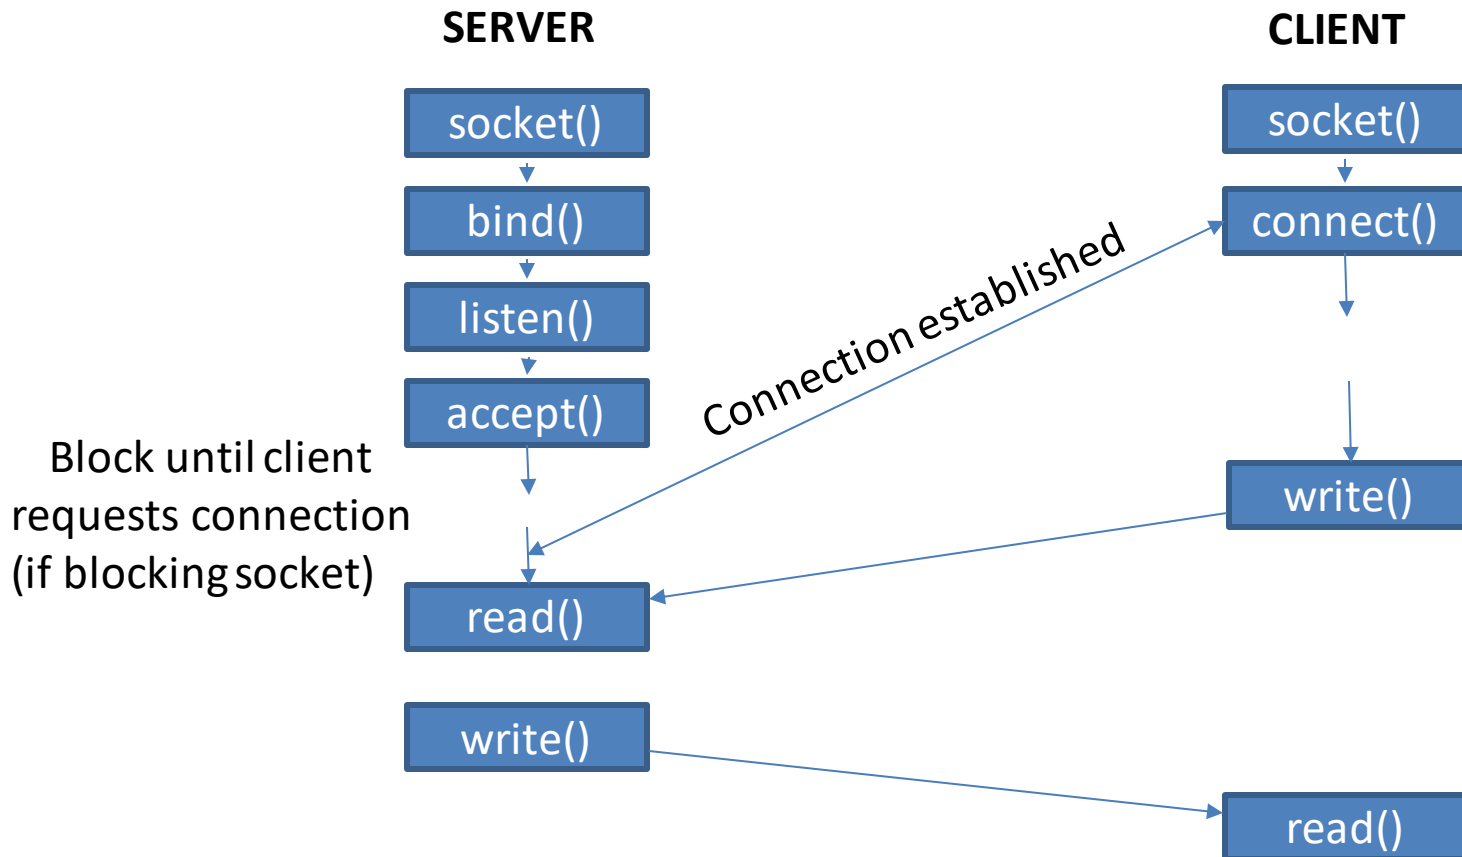 SERVER
CLIENT
socket()
socket()
bind()
connect()
listen()
Connection established
accept()
Block until client
requests connection
(if blocking socket)
write()
read()
write()
read()